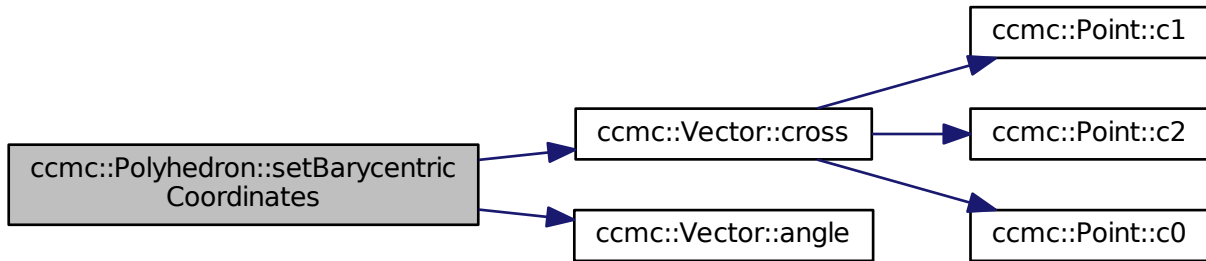 ccmc::Polyhedron::setBarycentric
Coordinates
ccmc::Vector::cross
ccmc::Vector::angle
ccmc::Point::c1
ccmc::Point::c2
ccmc::Point::c0